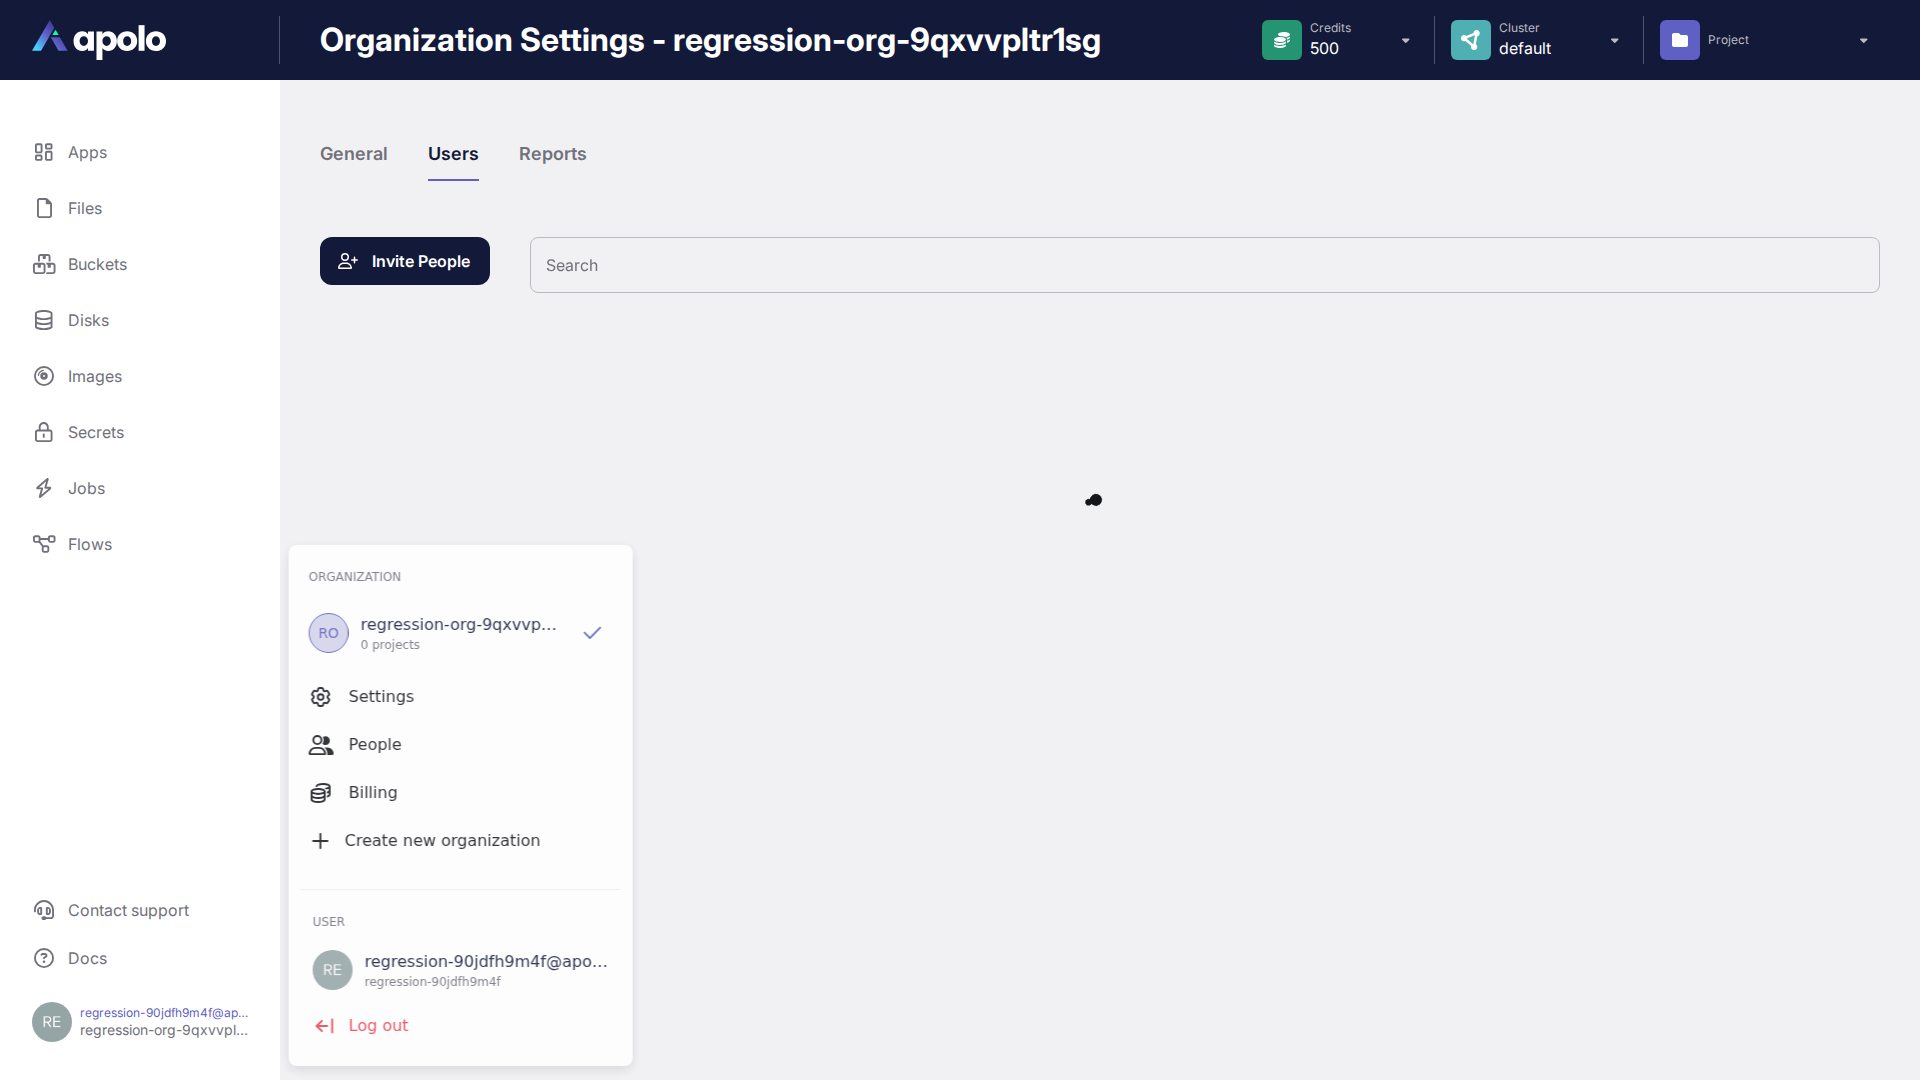 apolo
Organization Settings - regression-org-9qxvvpltr1sg
Credits
500
Cluster
default
Project
Apps
Files
Buckets
Disks
Images
Secrets
Jobs
Flows
Contact support
Docs
RE
regression-90jdfh9m4f@ap...
regression-org-9qxvvpl...
General
Users
Reports
Invite People
Search
ORGANIZATION
RO
regression-org-9qxvvp...
0 projects
Settings
People
Billing
Create new organization
USER
RE
regression-90jdfh9m4f@apo...
regression-90jdfh9m4f
Log out